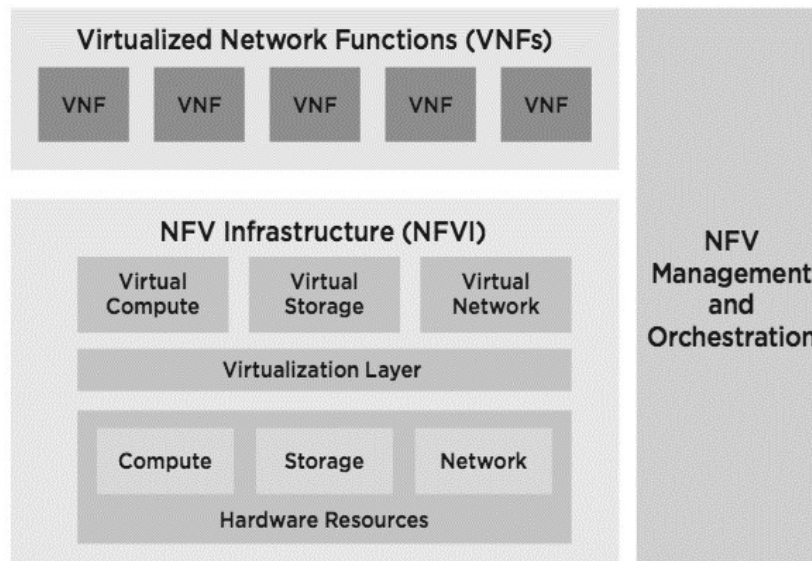 Virtualized Network Functions (VNFs)
VNF VNF VNF VNF VNF
NFV Infrastructure (NFVI)
Virtual Compute
Virtual Storage
Virtual Network
Virtualization Layer
Compute Storage Network
Hardware Resources
NFV
Management
and
Orchestration